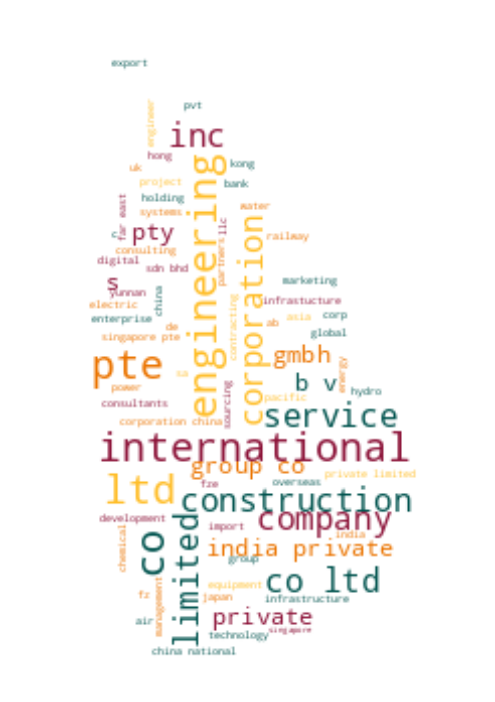 export
engineer
pvt
inc
hong
kong
uk
engineering
project
bank
holding
far east
water
systems
c
pty
llc
corporation
railway
consulting
partners
digital
sdn bhd
s
marketing
yunnan
china
infrastucture
electric
contracting
enterprise
asia
corp
de
ab
global
singapore pte
gmbh
pte
sa
energy
b v
power
sourcing
hydro
pacific
consultants
service
corporation china
international
group co
private limited
fze
overseas
ltd
construction
company
development
limited
import
co
chemical
india
india private
group
management
co ltd
equipment
fz
japan
infrastructure
air
private
singapore
technology
china national